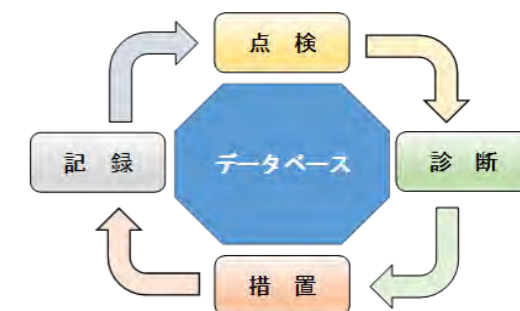 点 検
記 録
データベース
診 断
措 置